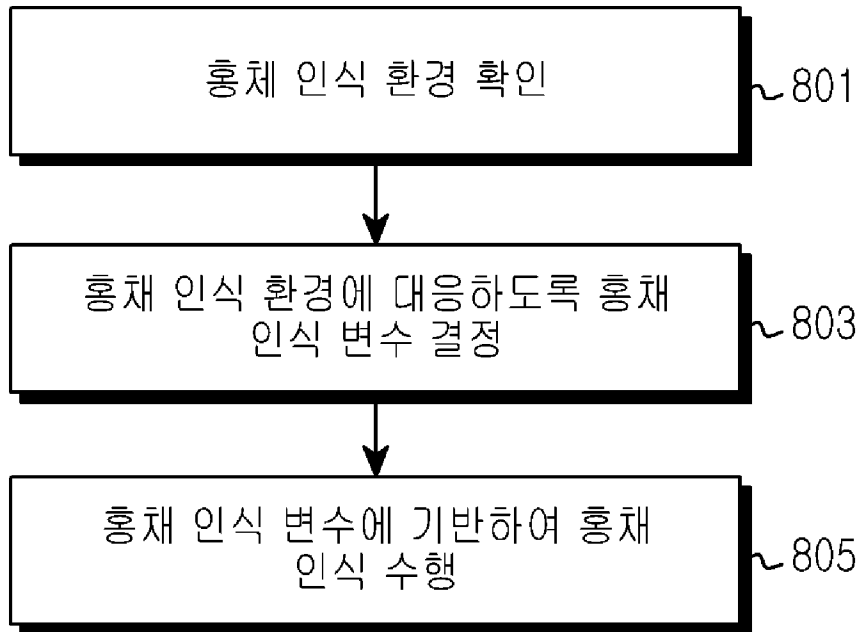 홍체 인식 환경 확인
801
홍채 인식 환경에 대응하도록 홍채
인식 변수 결정
803
홍채 인식 변수에 기반하여 홍채
인식 수행
805